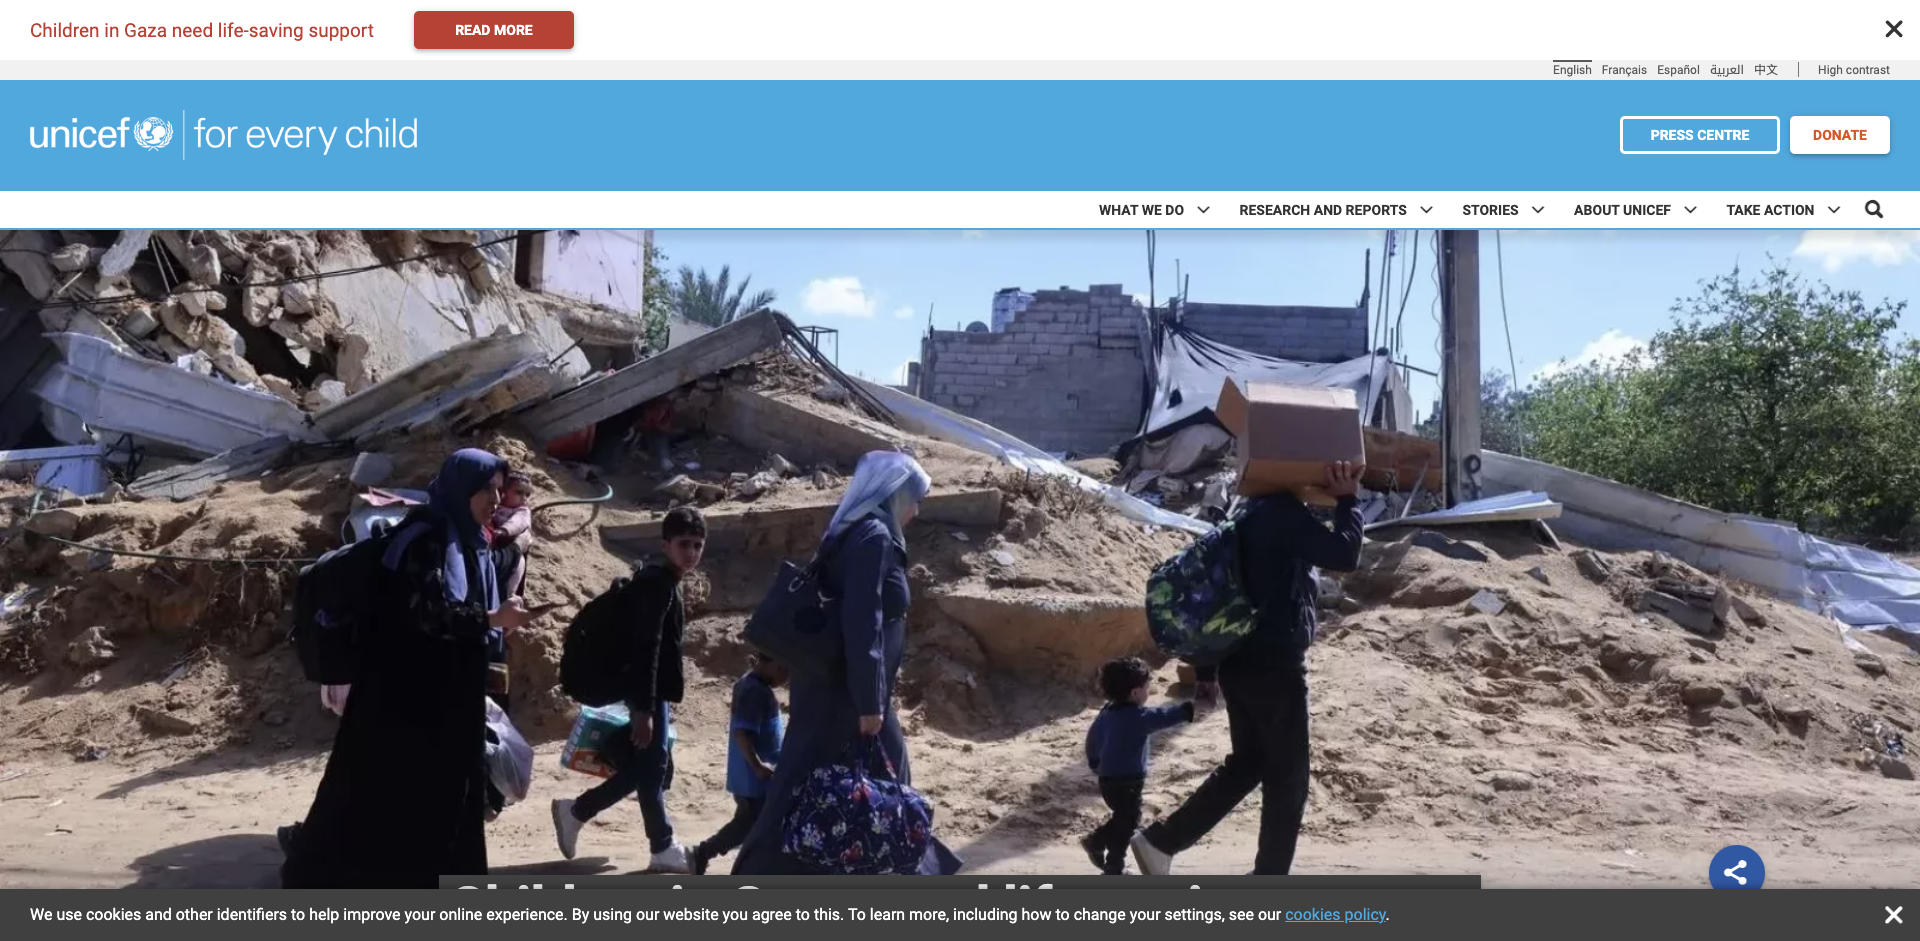 Children in Gaza need life-saving support
READ MORE
English Français Español العربية 中文 High contrast
unicef for every child
PRESS CENTRE
DONATE
WHAT WE DO
RESEARCH AND REPORTS
STORIES
ABOUT UNICEF
TAKE ACTION
We use cookies and other identifiers to help improve your online experience. By using our website you agree to this. To learn more, including how to change your settings, see our cookies policy.